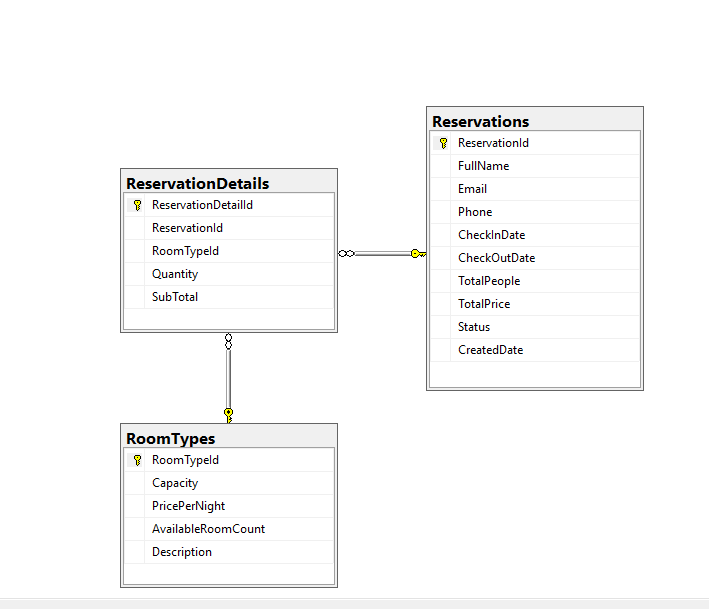 Reservations
ReservationId
FullName
Email
Phone
CheckInDate
CheckOutDate
TotalPeople
TotalPrice
Status
CreatedDate
ReservationDetails
ReservationDetailId
ReservationId
RoomTypeId
Quantity
SubTotal
RoomTypes
RoomTypeId
Capacity
PricePerNight
AvailableRoomCount
Description